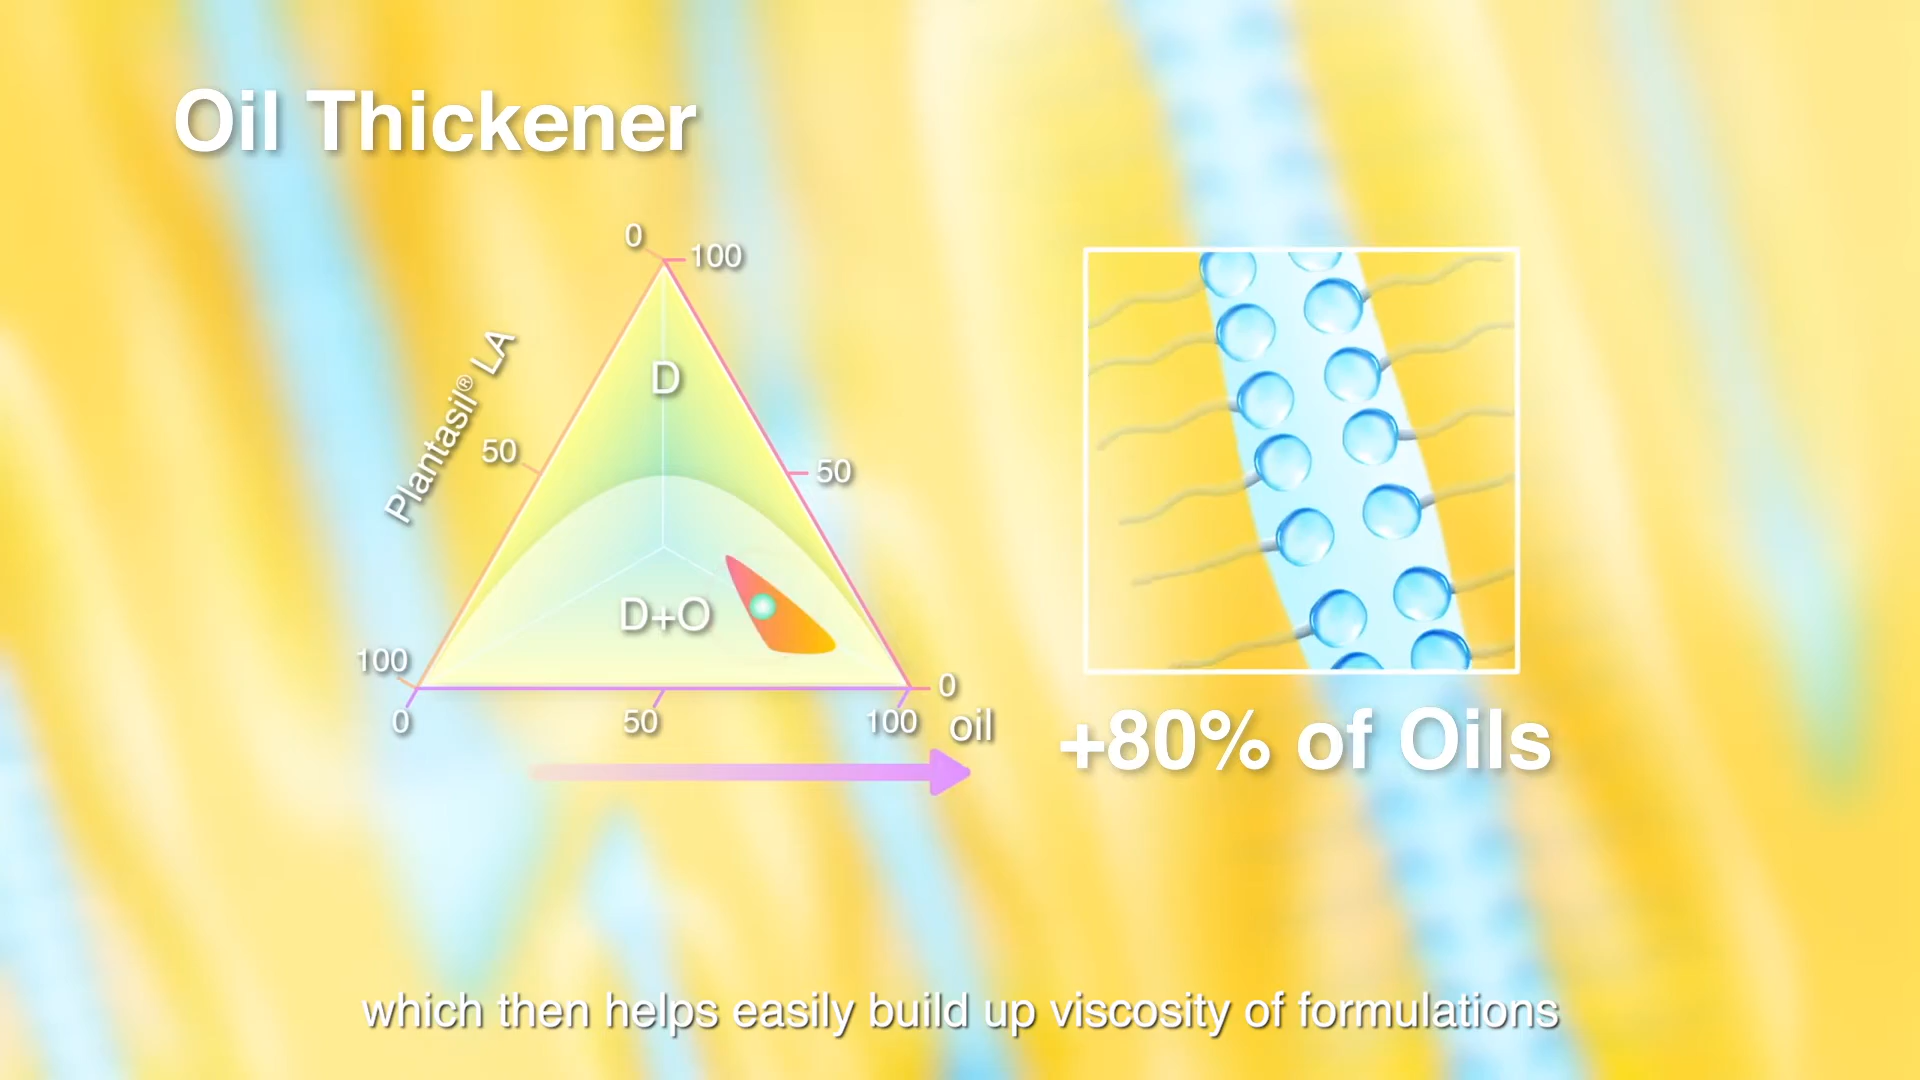 Oil Thickener
0
100
D
Plantasil® LA
50
50
D+O
100
0
0
50
100
oil
+80% of Oils
which then helps easily build up viscosity of formulations